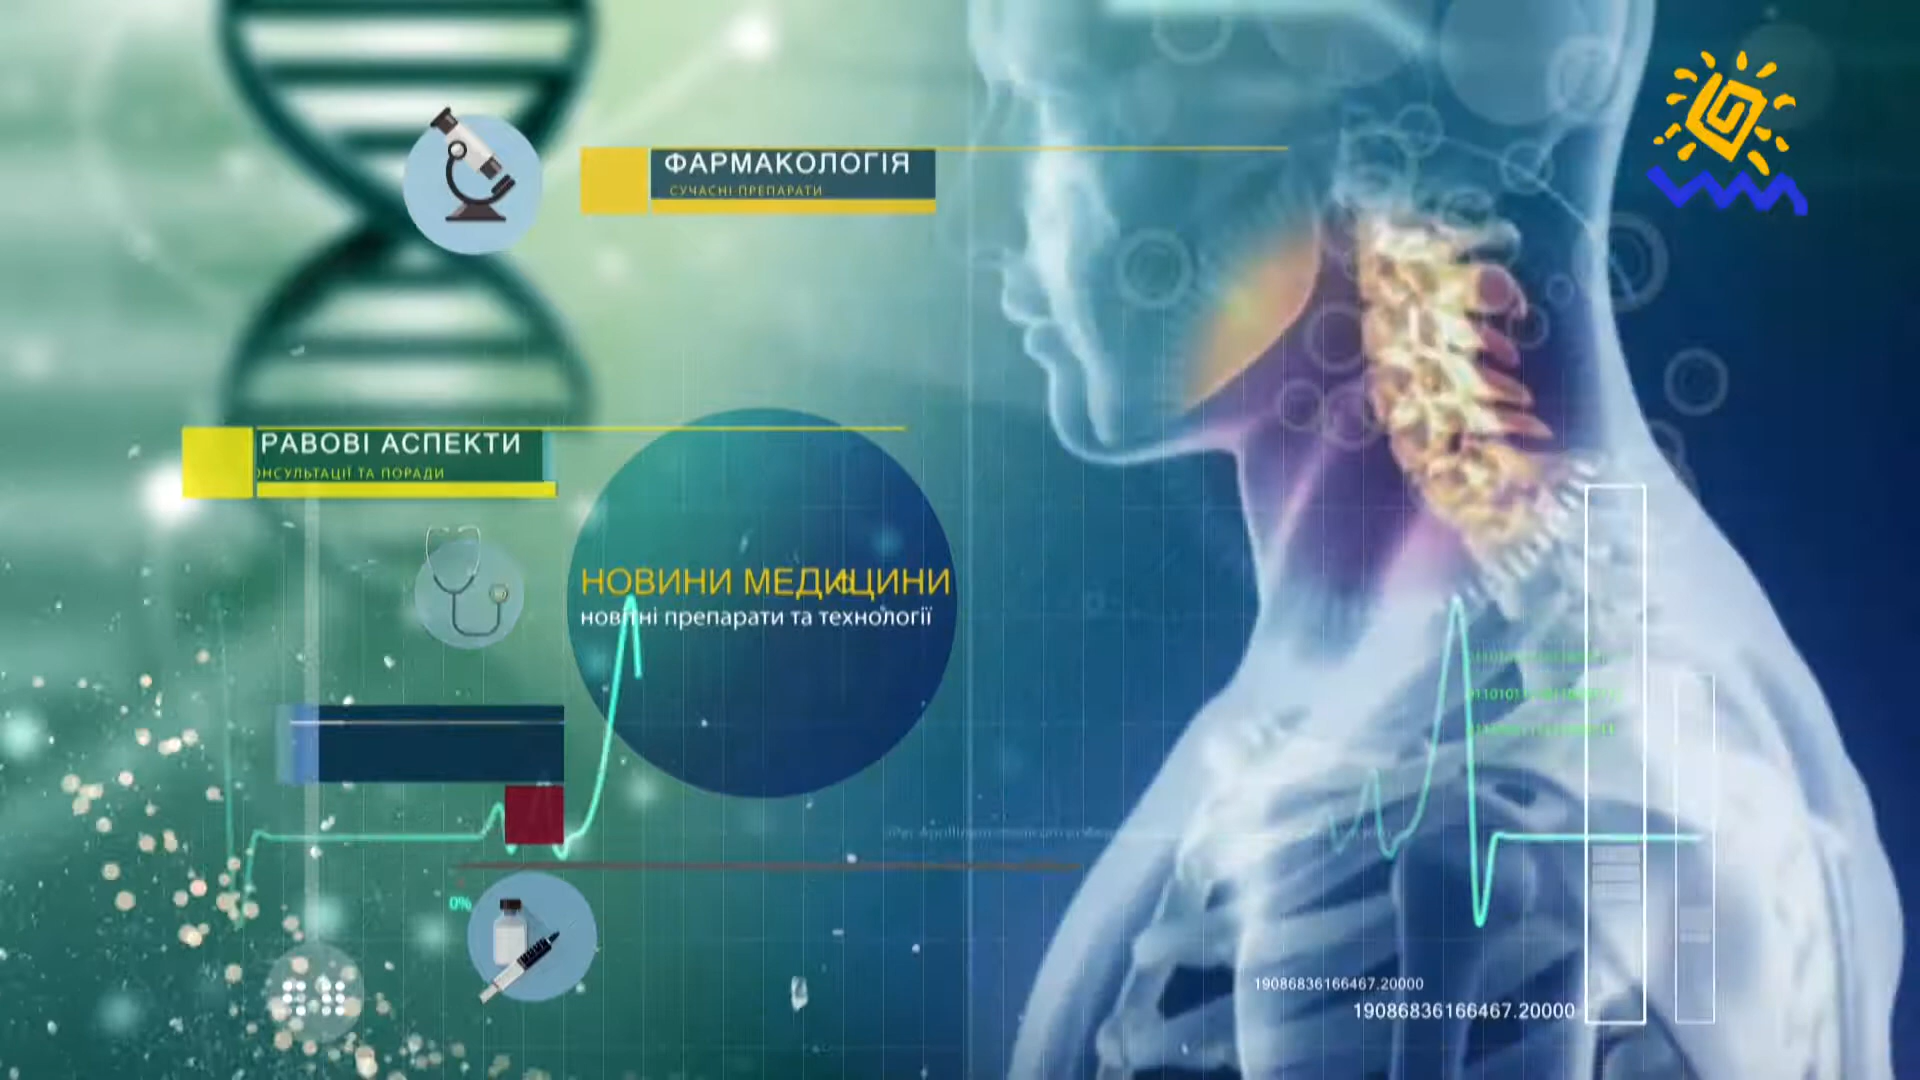 ФАРМАКОЛОГІЯ
СУЧАСНІ ПРЕПАРАТИ
РАВОВІ АСПЕКТИ
ОНСУЛЬТАЦІЇ ТА ПОРАДИ
НОВИНИ МЕДИЦИНИ
новітні препарати та технології
0%
19086836166467.20000
19086836166467.20000